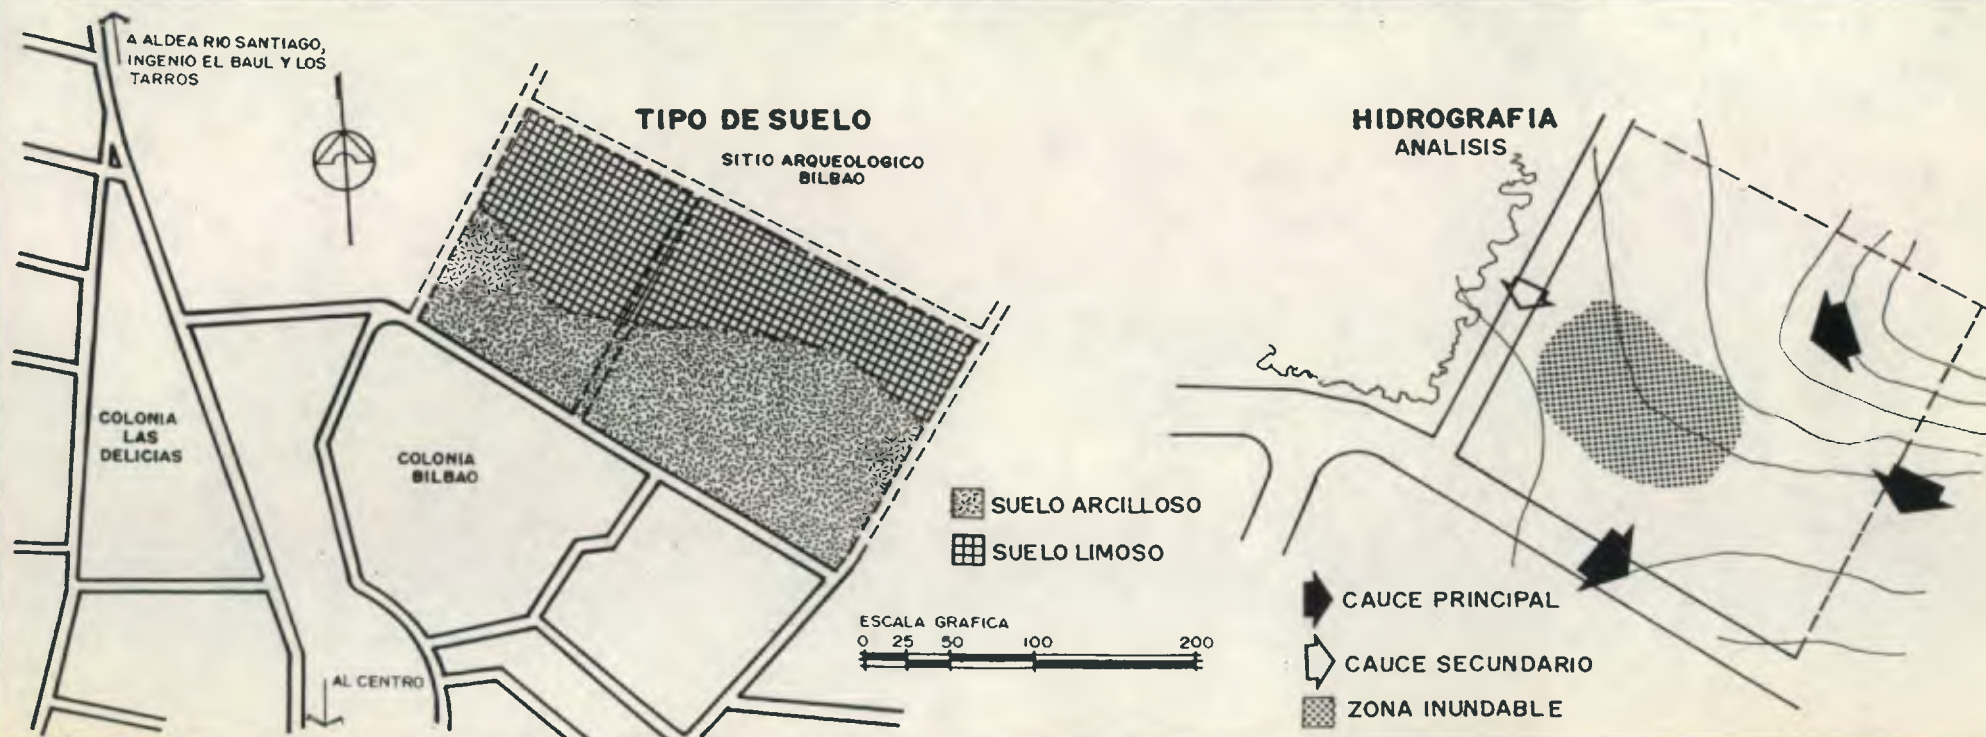 A ALDEA RIO SANTIAGO,
INGENIO EL BAUL Y LOS
TARROS
TIPO DE SUELO
SITIO ARQUEOLOGICO
BILBAO
COLONIA
LAS
DELICIAS
COLONIA
BILBAO
SUELO ARCILLOSO
SUELO LIMOSO
ESCALA GRAFICA
0 25 50 100 200
AL CENTRO
HIDROGRAFIA
ANALISIS
CAUCE PRINCIPAL
CAUCE SECUNDARIO
ZONA INUNDABLE